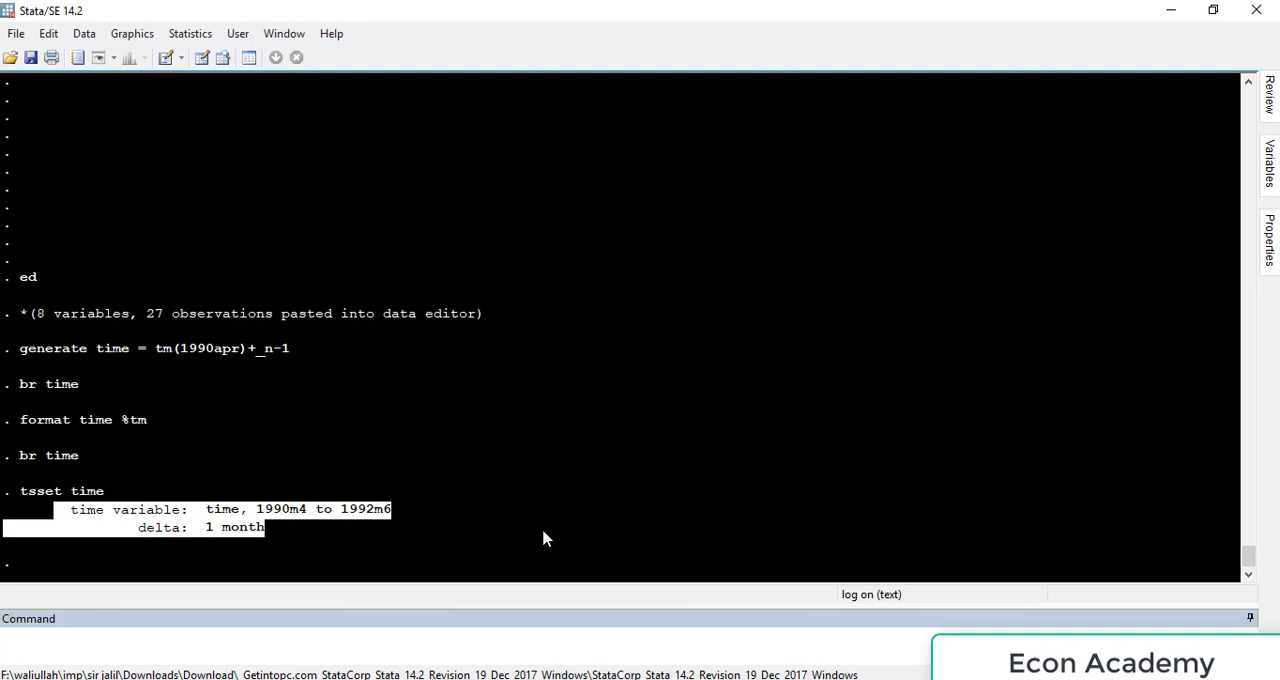 Stata/SE 14.2
File Edit Data Graphics Statistics User Window Help
.
.
.
.
.
.
.
.
.
.
.
. ed
. *(8 variables, 27 observations pasted into data editor)
. generate time = tm(1990apr)+_n-1
. br time
. format time %tm
. br time
. tsset time
time variable: time, 1990m4 to 1992m6
delta: 1 month
.
Review
Variables
Properties
log on (text)
Command
Econ Academy
F:\waliullah\imp\sir jalil\Downloads\Download\_Getintopc.com_StataCorp_Stata_14.2_Revision_19_Dec_2017_Windows\StataCorp_Stata_14.2_Revision_19_Dec_2017_Windows